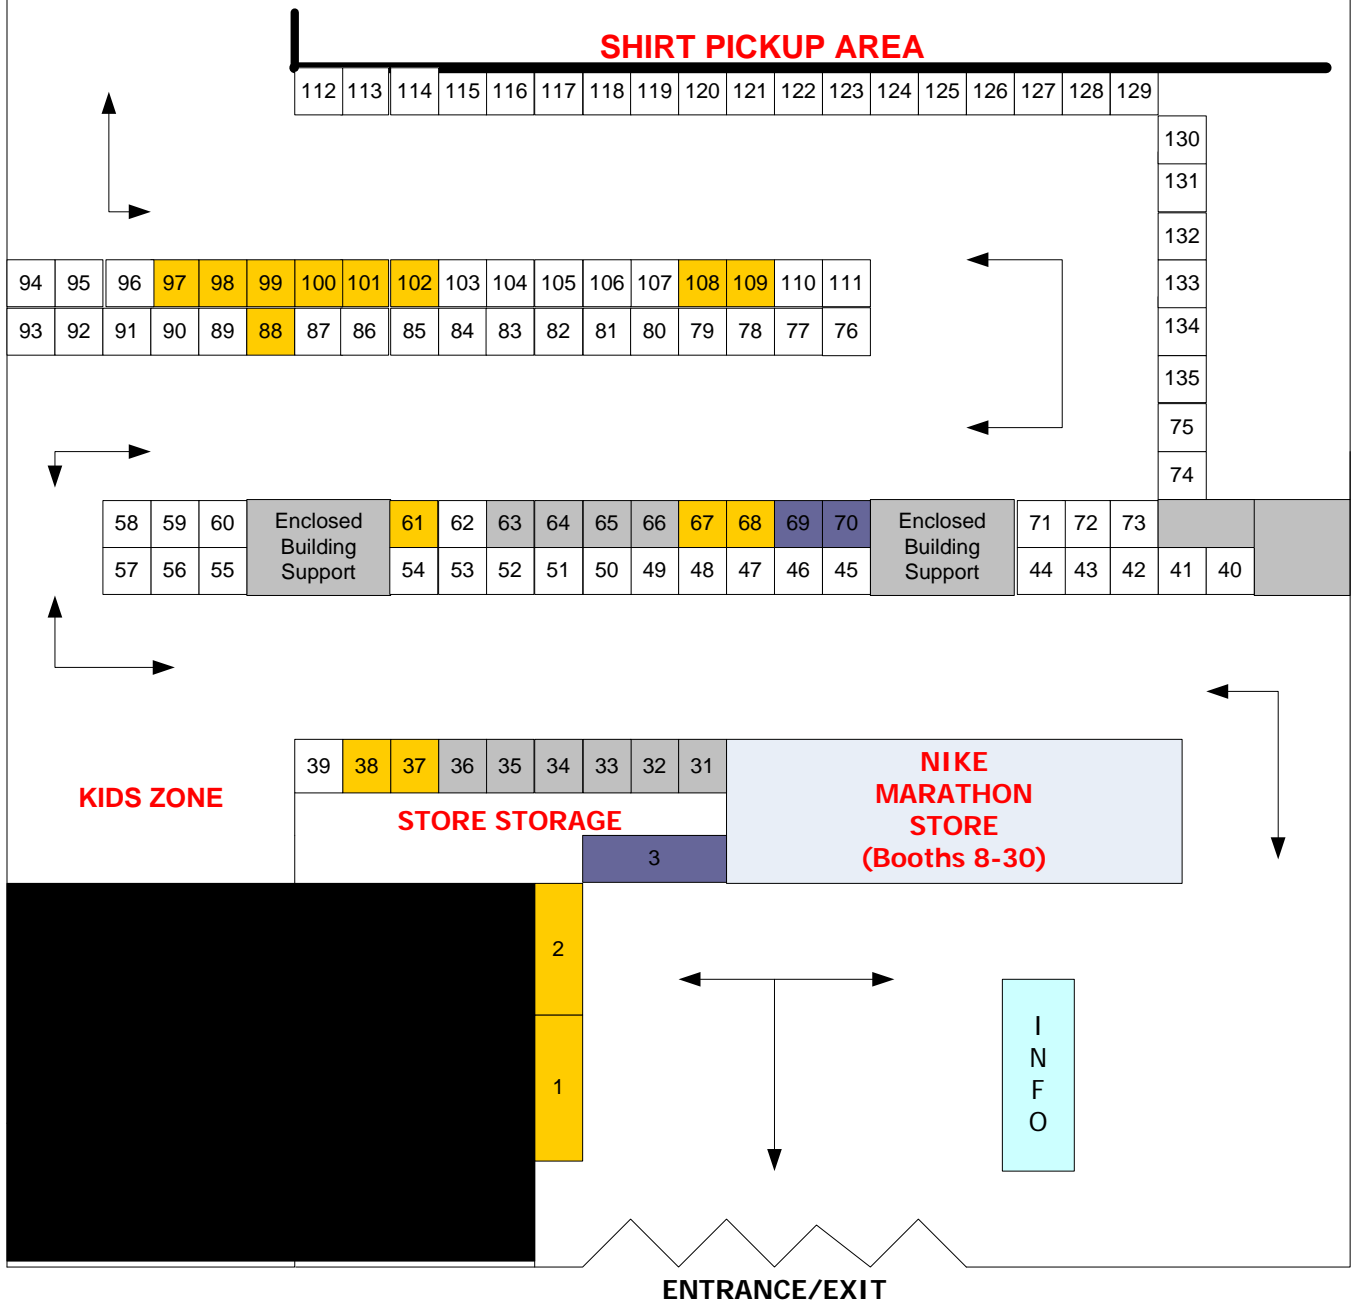 SHIRT PICKUP AREA
112 113 114 115 116 117 118 119 120 121 122 123 124 125 126 127 128 129
130
131
132
94 95 96 97 98 99 100 101 102 103 104 105 106 107 108 109 110 111 133
93 92 91 90 89 88 87 86 85 84 83 82 81 80 79 78 77 76 134
135
75
74
58 59 60 Enclosed Building Support 61 62 63 64 65 66 67 68 69 70 Enclosed Building Support 71 72 73
57 56 55 54 53 52 51 50 49 48 47 46 45 44 43 42 41 40
39 38 37 36 35 34 33 32 31
NIKE
MARATHON
STORE
(Booths 8-30)
KIDS ZONE
STORE STORAGE
3
2
1
I
N
F
O
ENTRANCE/EXIT